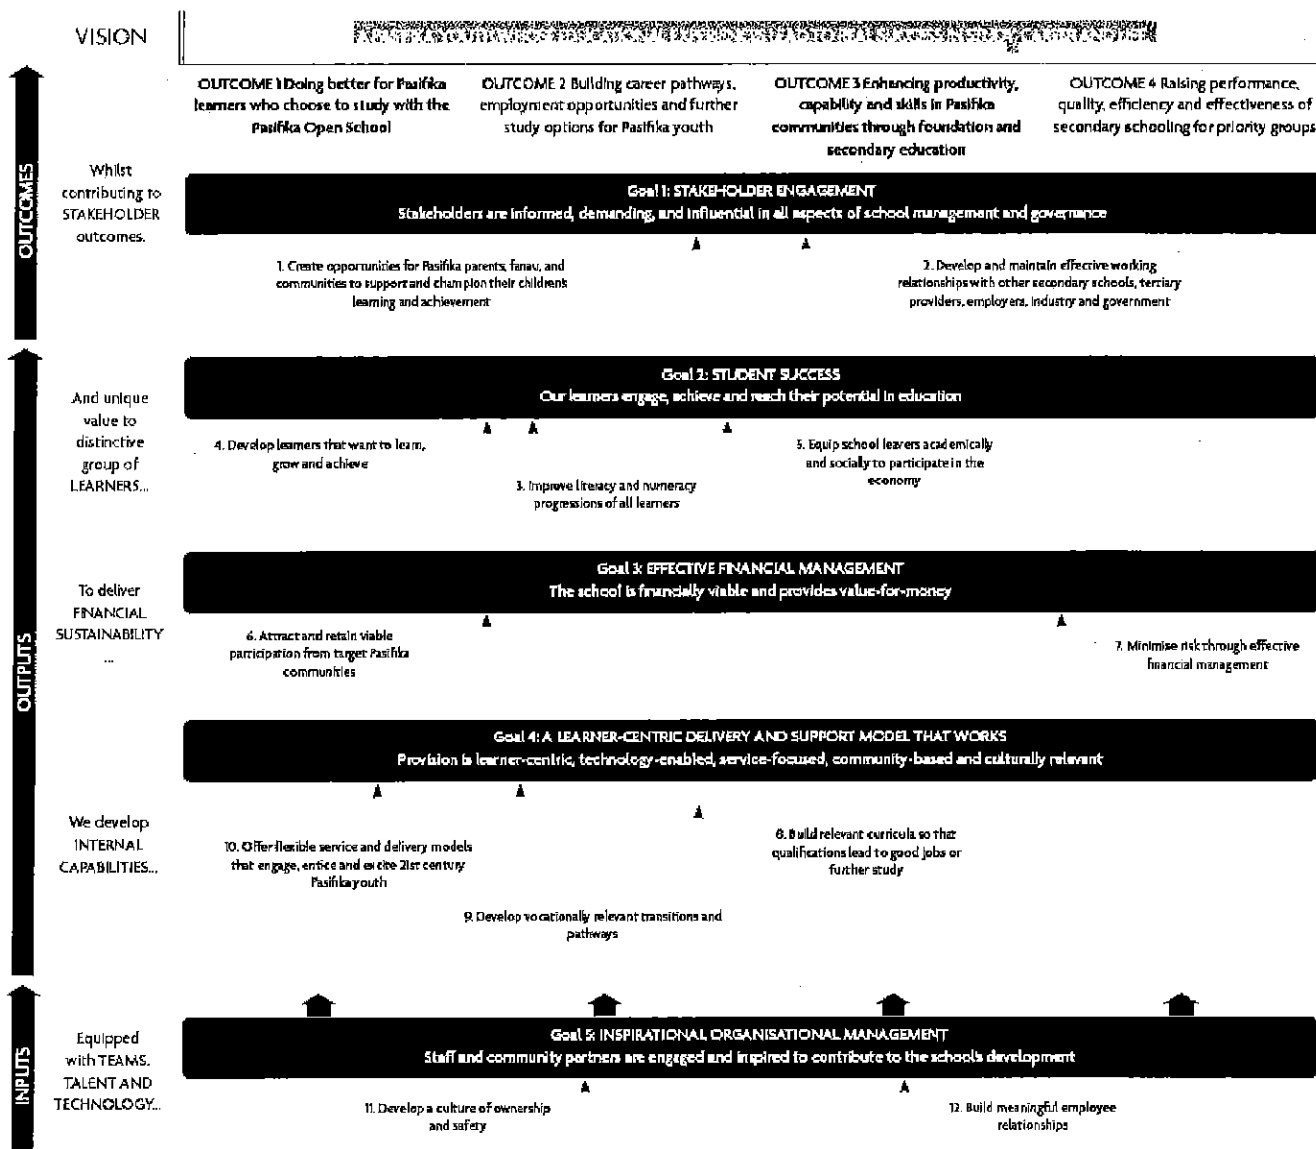 VISION
OUTCOME 1 Doing better for Pasifika
learners who choose to study with the
Pasifika Open School
OUTCOME 2 Building career pathways,
employment opportunities and further
study options for Pasifika youth
OUTCOME 3 Enhancing productivity,
capability and skills in Pasifika
communities through foundation and
secondary education
OUTCOME 4 Raising performance,
quality, efficiency and effectiveness of
secondary schooling for priority groups
OUTCOMES
Whilst
contributing to
STAKEHOLDER
outcomes.
Goal 1: STAKEHOLDER ENGAGEMENT
Stakeholders are informed, demanding, and influential in all aspects of school management and governance
1. Create opportunities for Pasifika parents, fanau, and
communities to support and champion their children's
learning and achievement
2. Develop and maintain effective working
relationships with other secondary schools, tertiary
providers, employers, industry and government
OUTPUTS
And unique
value to
distinctive
group of
LEARNERS...
Goal 2: STUDENT SUCCESS
Our learners engage, achieve and reach their potential in education
4. Develop learners that want to learn,
grow and achieve
3. Improve literacy and numeracy
progressions of all learners
5. Equip school leavers academically
and socially to participate in the
economy
To deliver
FINANCIAL
SUSTAINABILITY
...
Goal 3: EFFECTIVE FINANCIAL MANAGEMENT
The school is financially viable and provides value-for-money
6. Attract and retain viable
participation from target Pasifika
communities
7. Minimise risk through effective
financial management
We develop
INTERNAL
CAPABILITIES...
Goal 4: A LEARNER-CENTRIC DELIVERY AND SUPPORT MODEL THAT WORKS
Provision is learner-centric, technology-enabled, service-focused, community-based and culturally relevant
10. Offer flexible service and delivery models
that engage, entice and excite 21st century
Pasifika youth
8. Build relevant curricula so that
qualifications lead to good jobs or
further study
9. Develop vocationally relevant transitions and
pathways
INPUTS
Equipped
with TEAMS,
TALENT AND
TECHNOLOGY...
Goal 5: INSPIRATIONAL ORGANISATIONAL MANAGEMENT
Staff and community partners are engaged and inspired to contribute to the school's development
11. Develop a culture of ownership
and safety
12. Build meaningful employee
relationships